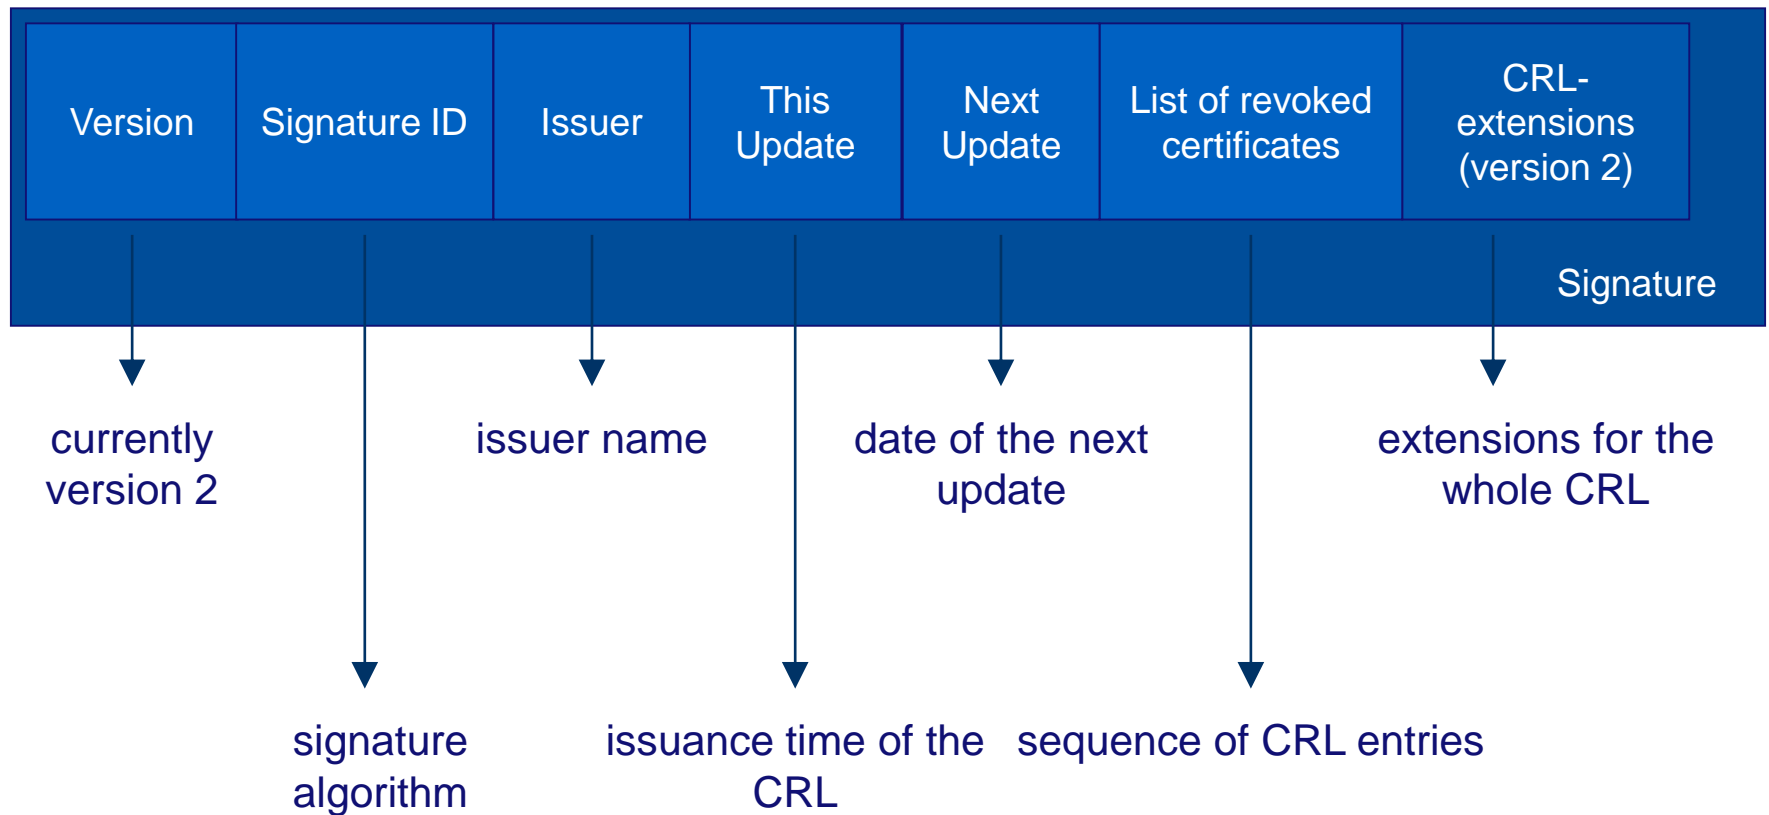 Version
Signature ID
Issuer
This
Update
Next
Update
List of revoked
certificates
CRL-
extensions
(version 2)
Signature
currently
version 2
issuer name
date of the next
update
extensions for the
whole CRL
signature
algorithm
issuance time of the
CRL
sequence of CRL entries